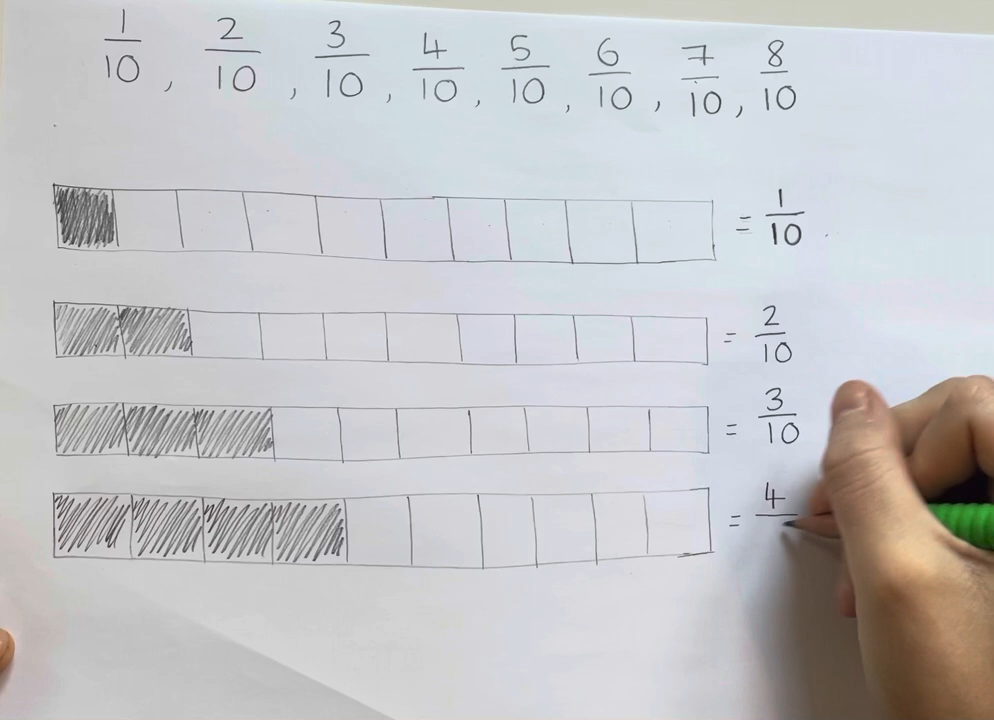 1/10, 2/10, 3/10, 4/10, 5/10, 6/10, 7/10, 8/10
= 1/10
= 2/10
= 3/10
= 4